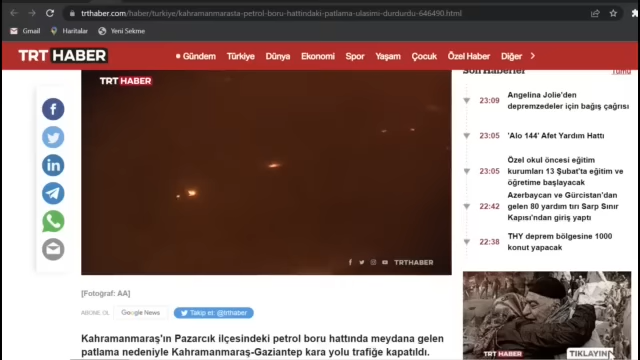 trthaber.com/haber/turkiye/kahramanmarasta-petrol-boru-hattindaki-patlama-ulasimi-durdurdu-646490.html
Gmail Haritalar Yeni Sekme
TRT HABER
Gündem Türkiye Dünya Ekonomi Spor Yaşam Çocuk Özel Haber Diğer
Son Haberler
Tümü
TRT HABER
23:09 Angelina Jolie'den
depremzedeler için bağış çağrısı
23:05 'Alo 144' Afet Yardım Hattı
23:05 Özel okul öncesi eğitim
kurumları 13 Şubat'ta eğitim ve
öğretime başlayacak
22:42 Azerbaycan ve Gürcistan'dan
gelen 80 yardım tırı Sarp Sınır
Kapısı'ndan giriş yaptı
22:38 THY deprem bölgesine 1000
konut yapacak
TRTHABER
[Fotoğraf: AA]
ABONE OL Google News Takip et: @trthaber
Kahramanmaraş'ın Pazarcık ilçesindeki petrol boru hattında meydana gelen
patlama nedeniyle Kahramanmaraş-Gaziantep kara yolu trafiğe kapatıldı.
TRT HABER
TIKLAYIN